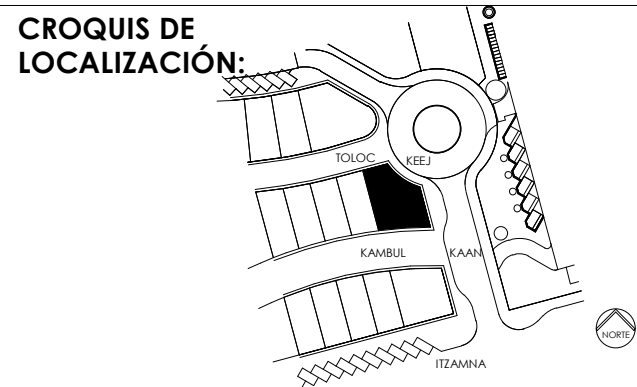 CROQUIS DE
LOCALIZACIÓN:
TOLOC
KEEJ
KAMBUL
KAAN
NORTE
ITZAMNA